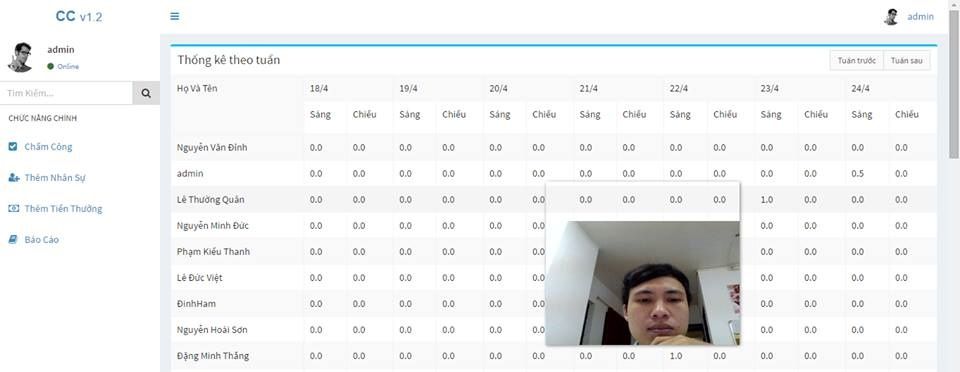 CC v1.2
admin
admin
Online
Tìm Kiếm...
CHỨC NĂNG CHÍNH
Chấm Công
Thêm Nhân Sự
Thêm Tiền Thưởng
Báo Cáo
Thống kê theo tuần
Tuần trước Tuần sau
Họ Và Tên 18/4 19/4 20/4 21/4 22/4 23/4 24/4
Sáng Chiều Sáng Chiều Sáng Chiều Sáng Chiều Sáng Chiều Sáng Chiều Sáng Chiều
Nguyễn Văn Đỉnh 0.0 0.0 0.0 0.0 0.0 0.0 0.0 0.0 0.0 0.0 0.0 0.0 0.0 0.0
admin 0.0 0.0 0.0 0.0 0.0 0.0 0.0 0.0 0.0 0.0 0.0 0.0 0.5 0.0
Lê Thường Quân 0.0 0.0 0.0 0.0 0.0 0.0 0.0 0.0 0.0 0.0 1.0 0.0 0.0 0.0
Nguyễn Minh Đức 0.0 0.0 0.0 0.0 0.0 0.0 0.0 0.0 0.0 0.0
Phạm Kiều Thanh 0.0 0.0 0.0 0.0 0.0 0.0 0.0 0.0 0.0 0.0
Lê Đức Việt 0.0 0.0 0.0 0.0 0.0 0.0 0.0 0.0 0.0 0.0
ĐinhHam 0.0 0.0 0.0 0.0 0.0 0.0 0.0 0.0 0.0 0.0
Nguyễn Hoài Sơn 0.0 0.0 0.0 0.0 0.0 0.0 0.0 0.0 0.0 0.0
Đặng Minh Thắng 0.0 0.0 0.0 0.0 0.0 0.0 0.0 0.0 1.0 0.0 0.0 0.0 0.0 0.0